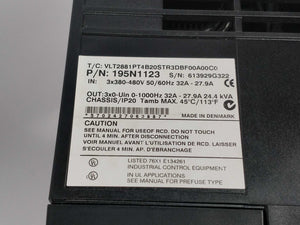 T/C: VLT2881PT4B20STR3DBF00A00C0
P/N: 195N1123 S/N: 613929G322
IN: 3x380-480V 50/60Hz 32A - 27.9A
OUT: 3x0-Uin 0-1000Hz 32A - 27.9A 24.4 kVA
CHASSIS/IP20 Tamb MAX. 45°C/113°F
MADE IN DENMARK
CAUTION
SEE MANUAL FOR USEOF RCD. DO NOT TOUCH
UNTIL 4 MIN. AFTER DISCONNECTION
VOIR MANUEL AVANT UTILISATION DE RCD. LAISSER
S'ECOULER 4 MIN. AP. D'EBRANCHAGE
LISTED 76X1 E134261
INDUSTRIAL CONTROL EQUIPMENT
IN UL APPLICATIONS
SEE MANUAL FOR PREFUSE TYPE